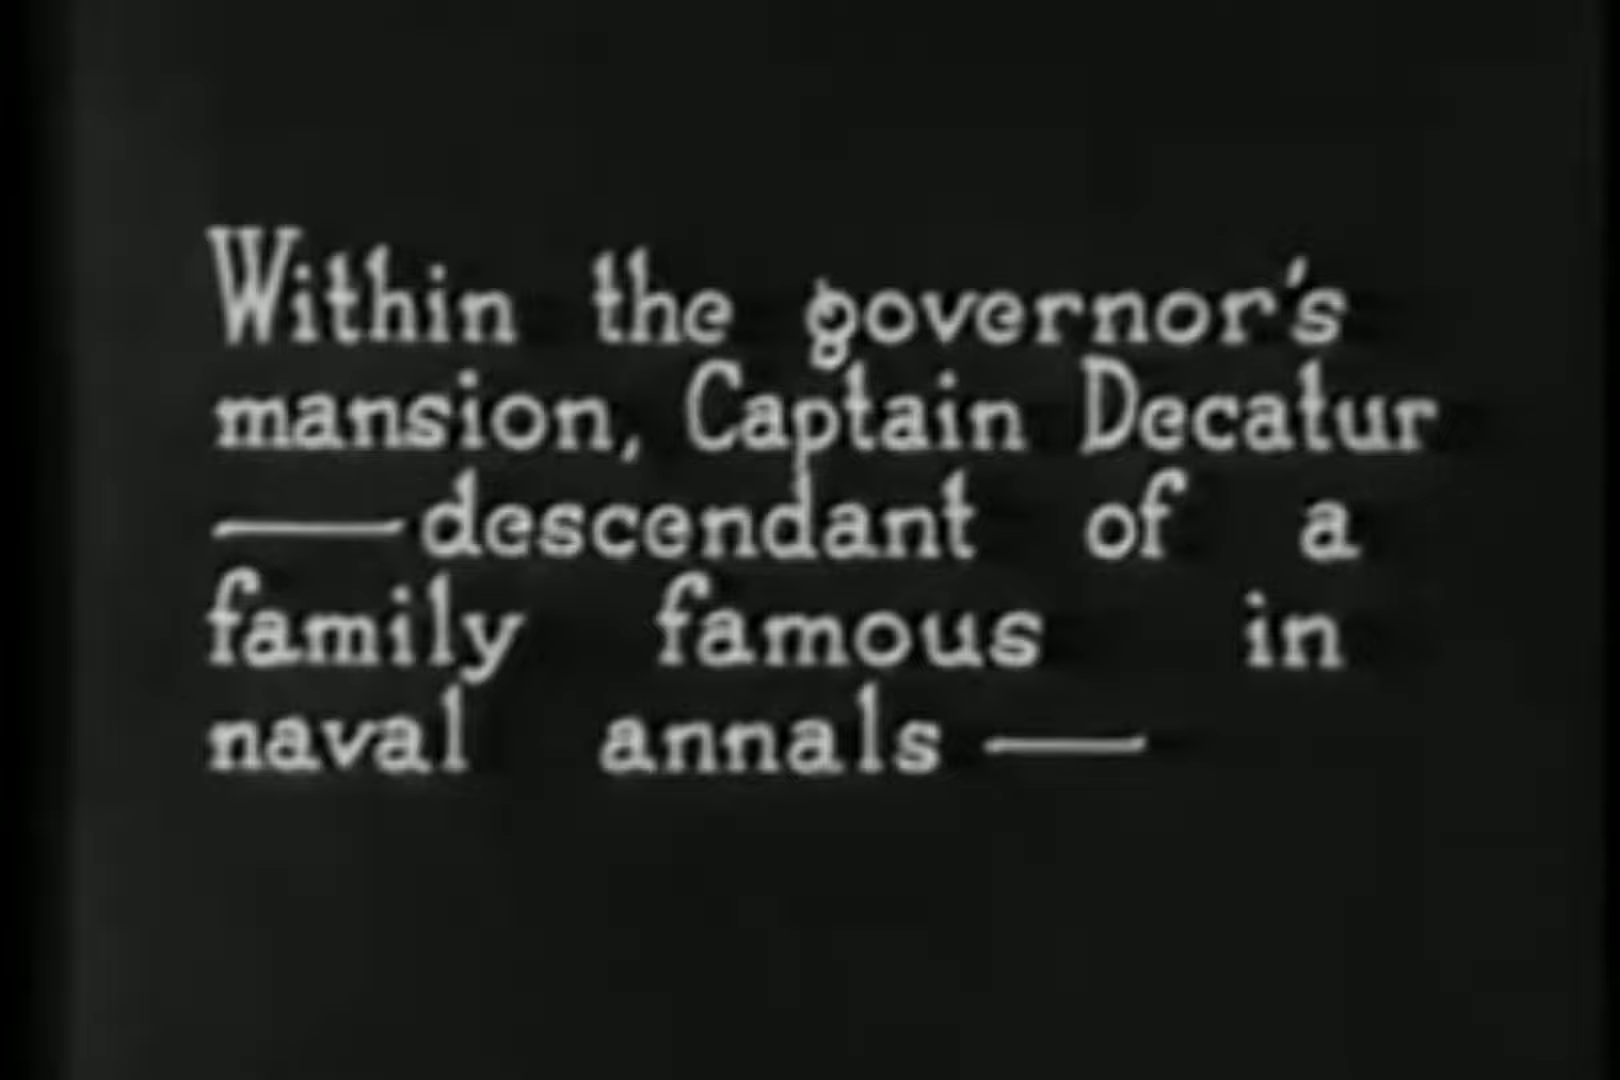 Within the governor's
mansion, Captain Decatur
—descendant of a
family famous in
naval annals —